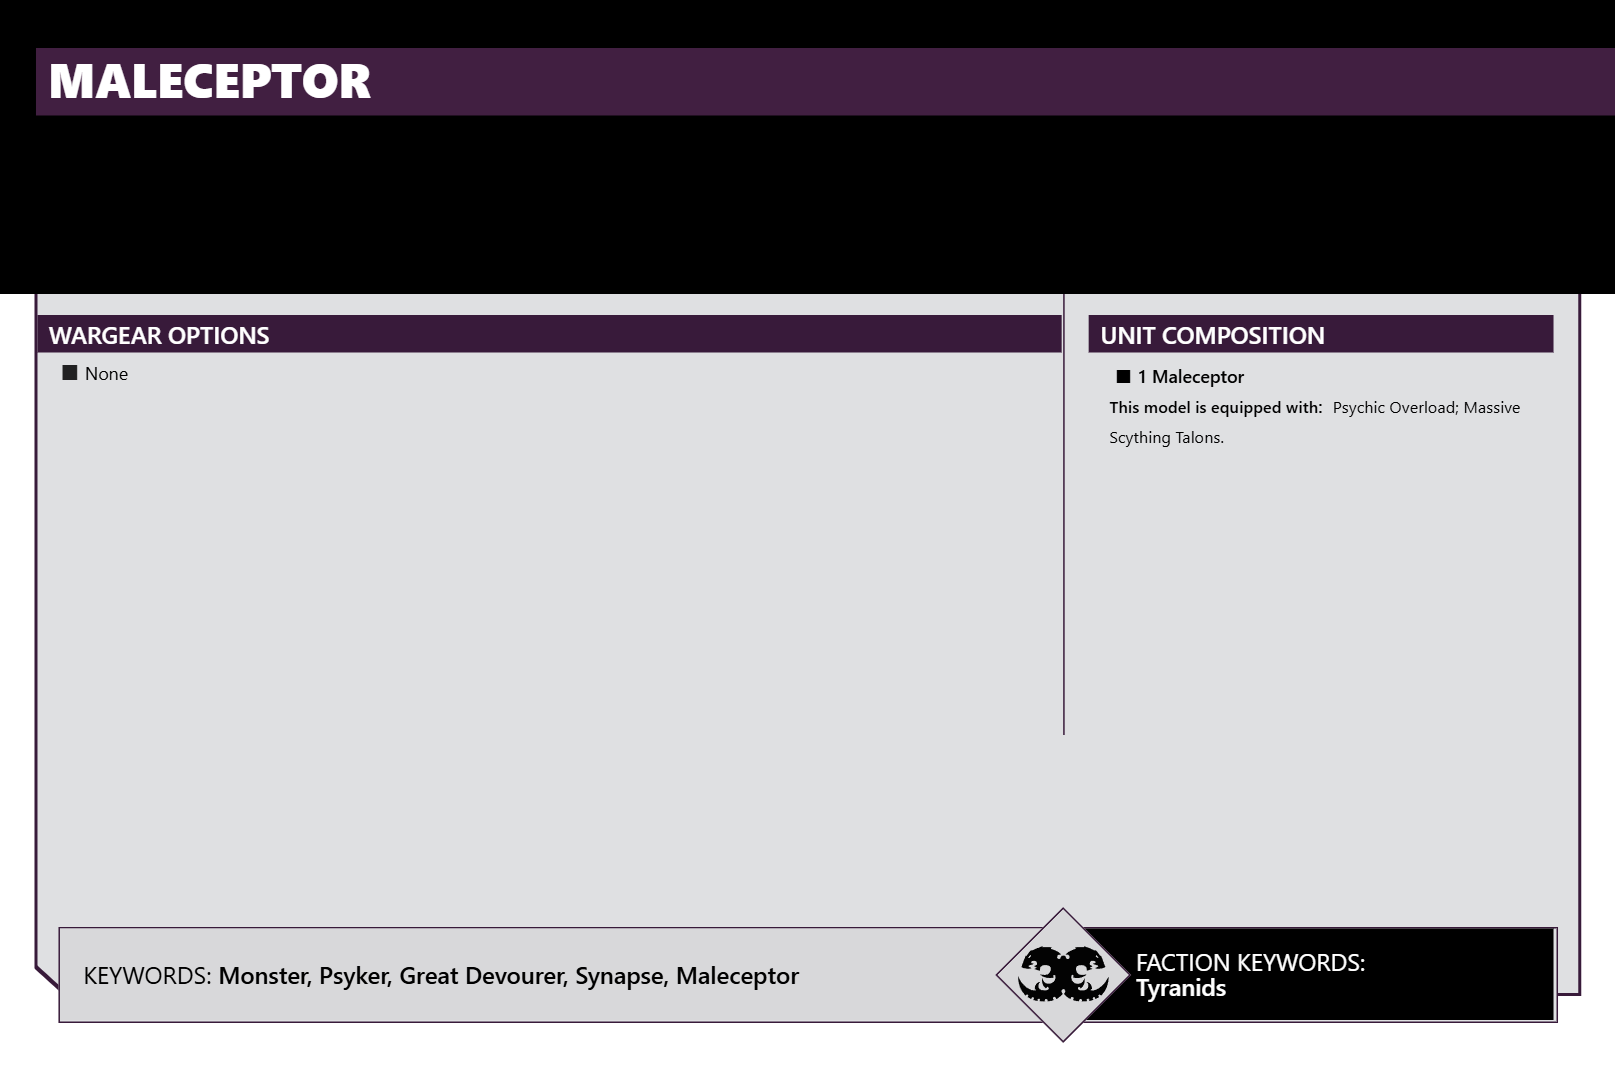 MALECEPTOR
WARGEAR OPTIONS
■ None
UNIT COMPOSITION
■ 1 Maleceptor
This model is equipped with: Psychic Overload; Massive
Scything Talons.
KEYWORDS: Monster, Psyker, Great Devourer, Synapse, Maleceptor
FACTION KEYWORDS:
Tyranids